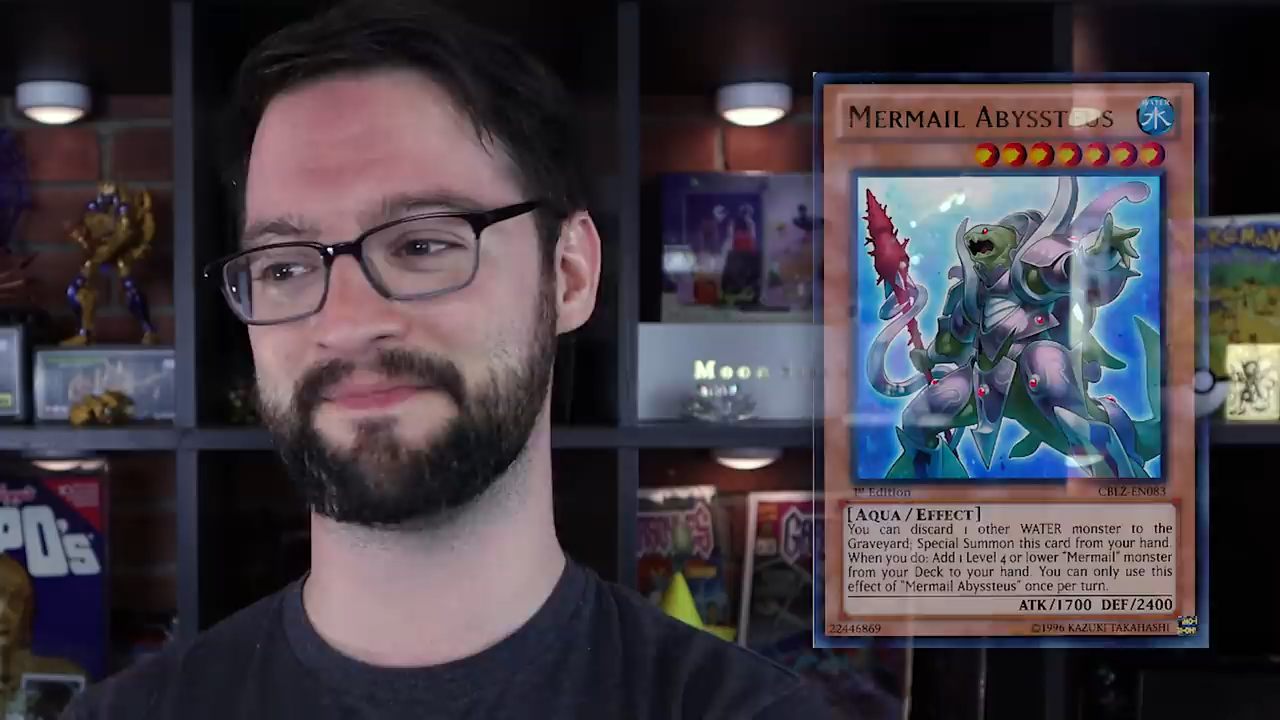 MERMAIL ABYSSTEUS
WATER
水
1st Edition
CBLZ-EN083
[AQUA / EFFECT]
You can discard 1 other WATER monster to the
Graveyard; Special Summon this card from your hand.
When you do: Add 1 Level 4 or lower "Mermail" monster
from your Deck to your hand. You can only use this
effect of "Mermail Abyssteus" once per turn.
ATK/1700 DEF/2400
22446869
©1996 KAZUKI TAKAHASHI
Moon
PO's
POKéMON